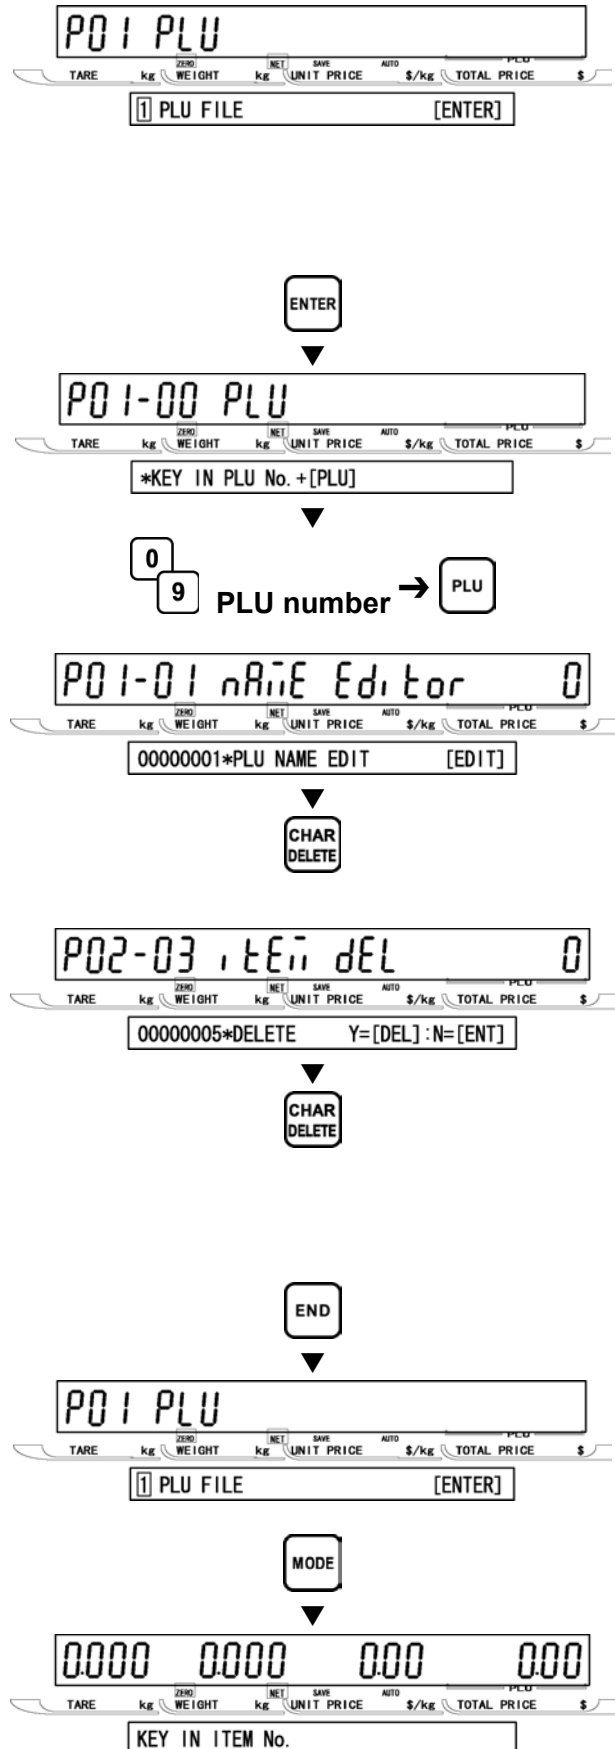 P01 PLU
ZERO NET SAVE AUTO PLU
TARE kg WEIGHT kg UNIT PRICE $/kg TOTAL PRICE $
1 PLU FILE [ENTER]
ENTER
P01-00 PLU
ZERO NET SAVE AUTO PLU
TARE kg WEIGHT kg UNIT PRICE $/kg TOTAL PRICE $
*KEY IN PLU No.+[PLU]
0
9 PLU number → PLU
P01-01 nAmE Editor 0
ZERO NET SAVE AUTO PLU
TARE kg WEIGHT kg UNIT PRICE $/kg TOTAL PRICE $
00000001*PLU NAME EDIT [EDIT]
CHAR
DELETE
P02-03 itEm dEL 0
ZERO NET SAVE AUTO PLU
TARE kg WEIGHT kg UNIT PRICE $/kg TOTAL PRICE $
00000005*DELETE Y=[DEL]:N=[ENT]
CHAR
DELETE
END
P01 PLU
ZERO NET SAVE AUTO PLU
TARE kg WEIGHT kg UNIT PRICE $/kg TOTAL PRICE $
1 PLU FILE [ENTER]
MODE
0.000 0.000 0.00 0.00
ZERO NET SAVE AUTO PLU
TARE kg WEIGHT kg UNIT PRICE $/kg TOTAL PRICE $
KEY IN ITEM No.